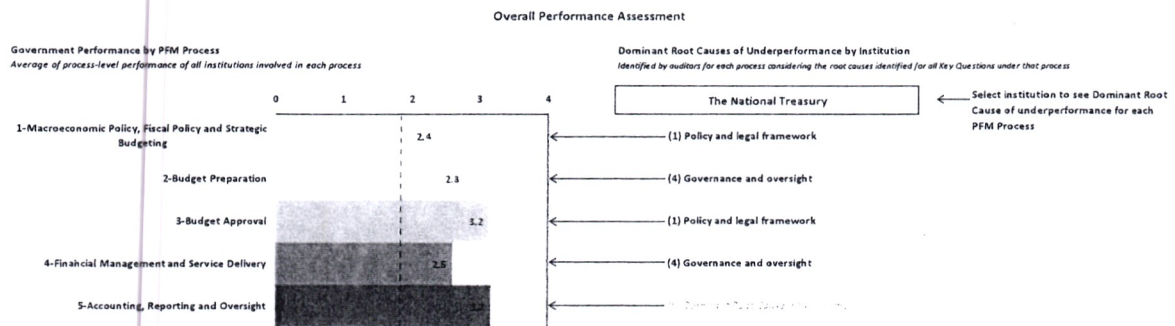 Overall Performance Assessment
Government Performance by PFM Process
Average of process-level performance of all institutions involved in each process
Dominant Root Causes of Underperformance by Institution
Identified by auditors for each process considering the root causes identified for all Key Questions under that process
The National Treasury
Select institution to see Dominant Root
Cause of underperformance for each
PFM Process
0 1 2 3 4
1-Macroeconomic Policy, Fiscal Policy and Strategic
Budgeting
2.4
(1) Policy and legal framework
2-Budget Preparation
2.3
(4) Governance and oversight
3-Budget Approval
3.2
(1) Policy and legal framework
4-Financial Management and Service Delivery
2.5
(4) Governance and oversight
5-Accounting, Reporting and Oversight